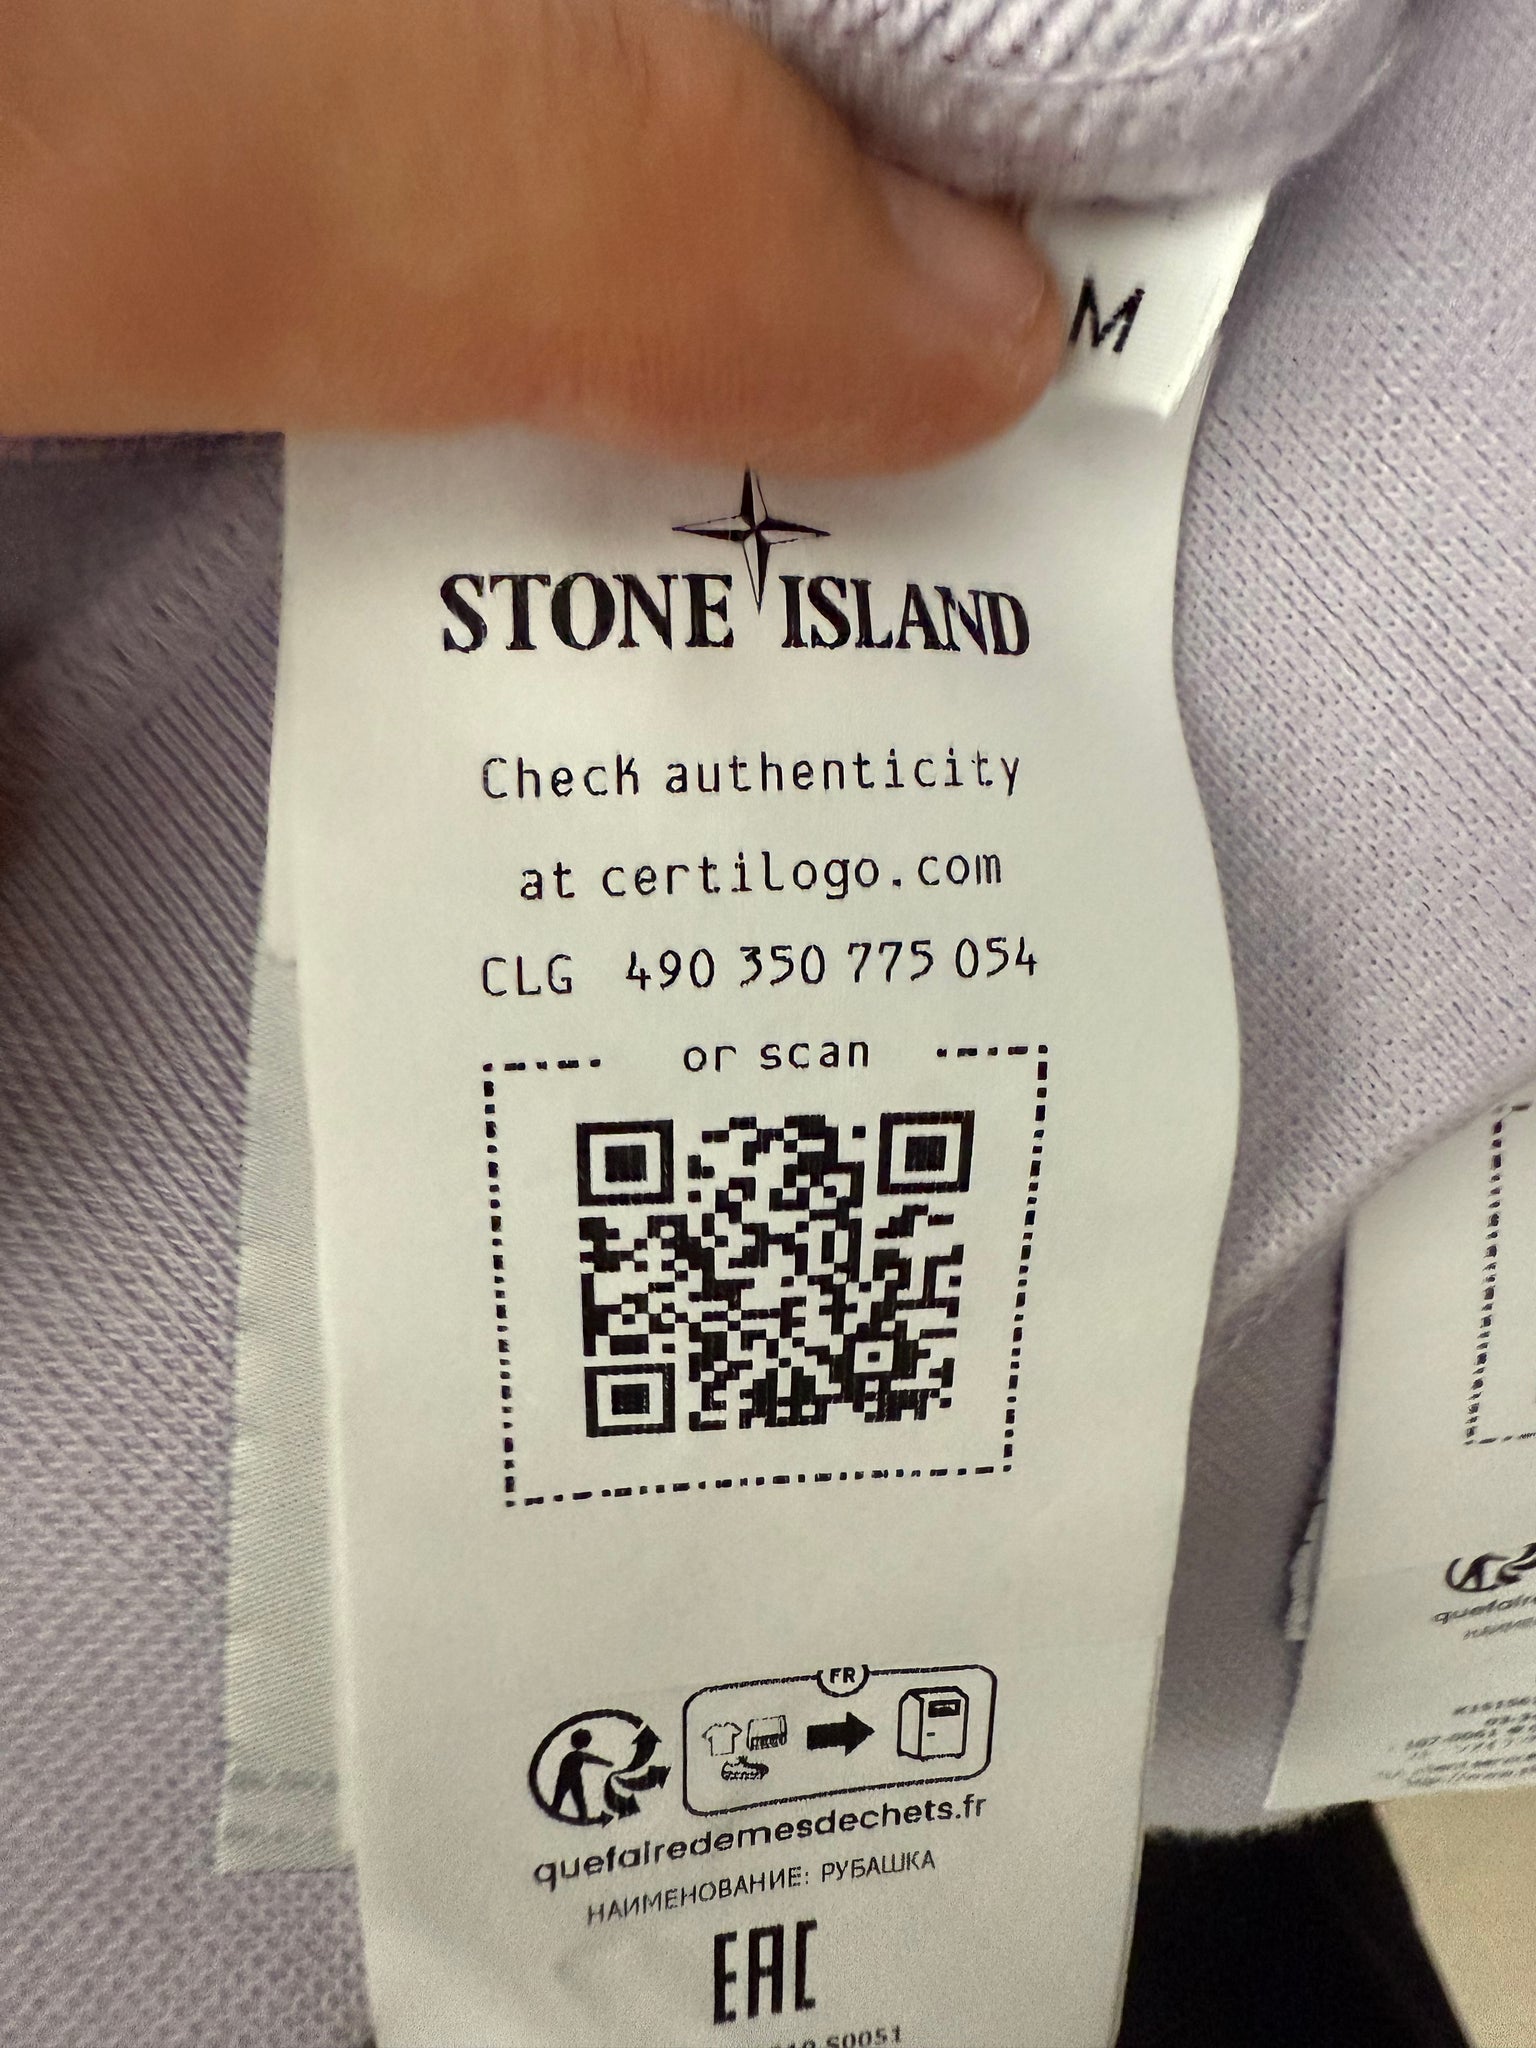 M
STONE ISLAND
Check authenticity
at certilogo.com
CLG 490 350 775 054
or scan
FR
quefairedemesdechets.fr
НАИМЕНОВАНИЕ: РУБАШКА
EAC
S0051